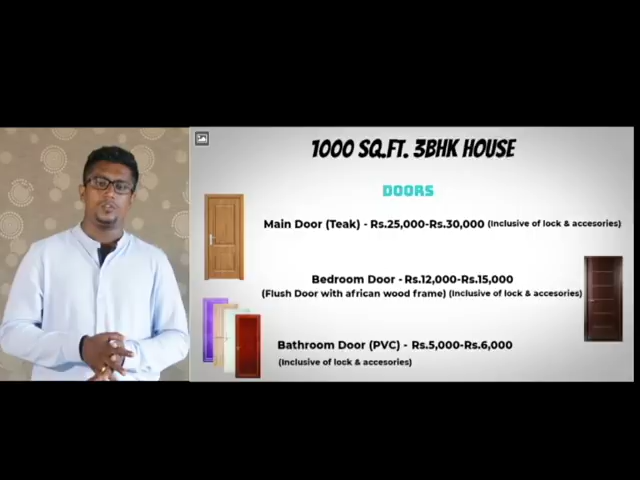 1000 SQ.FT. 3BHK HOUSE
DOORS
Main Door (Teak) - Rs.25,000-Rs.30,000 (Inclusive of lock & accesories)
Bedroom Door - Rs.12,000-Rs.15,000
(Flush Door with african wood frame) (Inclusive of lock & accesories)
Bathroom Door (PVC) - Rs.5,000-Rs.6,000
(Inclusive of lock & accesories)